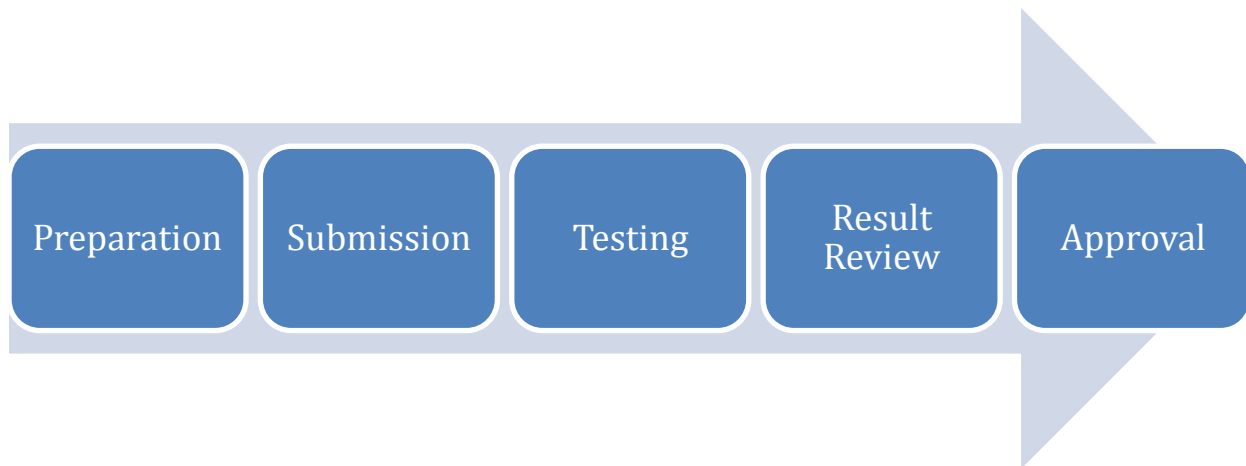 Preparation
Submission
Testing
Result
Review
Approval